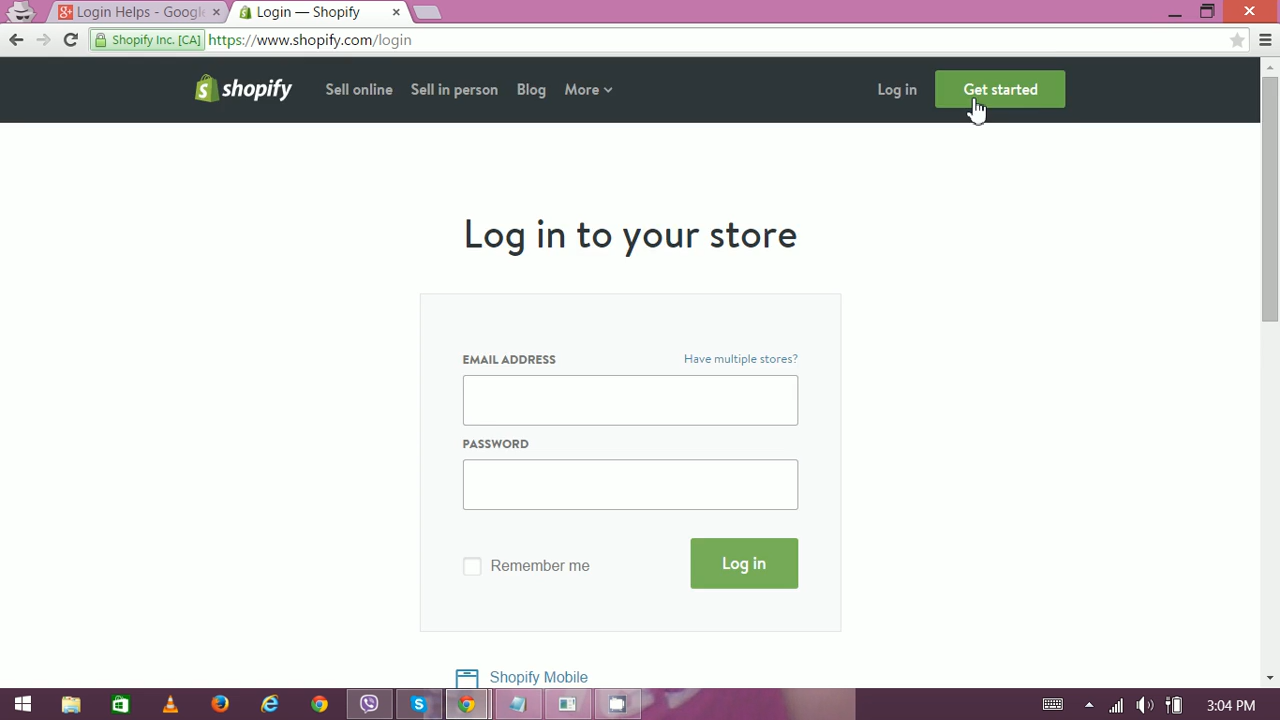 Login Helps - Googl
Login — Shopify
Shopify Inc. [CA]
https://www.shopify.com/login
shopify
Sell online
Sell in person
Blog
More
Log in
Get started
Log in to your store
EMAIL ADDRESS
Have multiple stores?
PASSWORD
Remember me
Log in
Shopify Mobile
3:04 PM